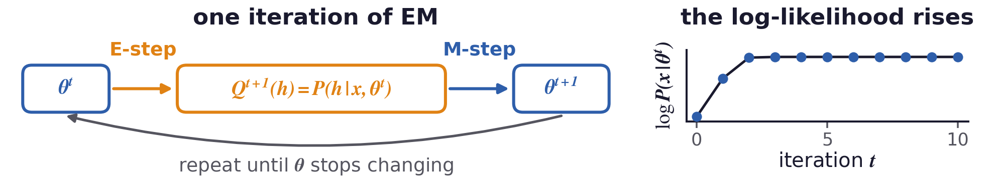 one iteration of EM
E-step
M-step
θ^t
Q^{t+1}(h) = P(h | x, θ^t)
θ^{t+1}
repeat until θ stops changing
the log-likelihood rises
log P(x | θ^t)
0 5 10
iteration t